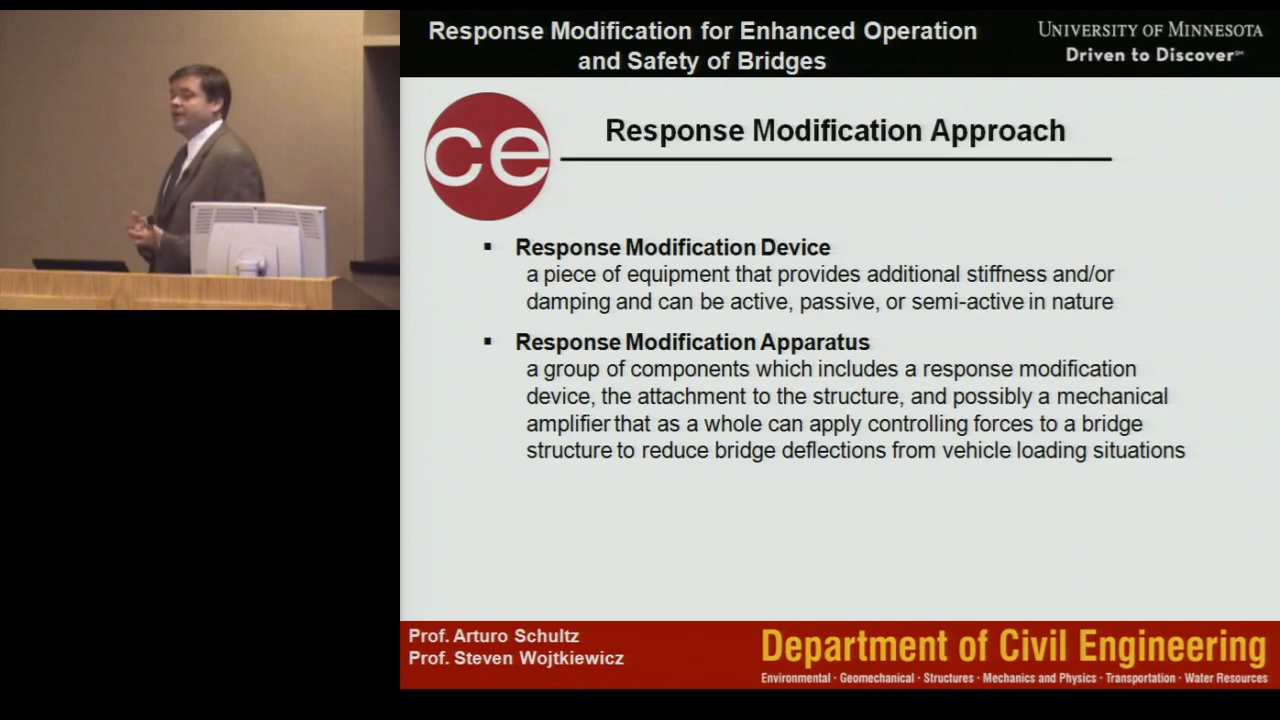 Response Modification for Enhanced Operation
and Safety of Bridges
UNIVERSITY OF MINNESOTA
Driven to Discover℠
ce
Response Modification Approach
▪ Response Modification Device
a piece of equipment that provides additional stiffness and/or
damping and can be active, passive, or semi-active in nature
▪ Response Modification Apparatus
a group of components which includes a response modification
device, the attachment to the structure, and possibly a mechanical
amplifier that as a whole can apply controlling forces to a bridge
structure to reduce bridge deflections from vehicle loading situations
Prof. Arturo Schultz
Prof. Steven Wojtkiewicz
Department of Civil Engineering
Environmental · Geomechanical · Structures · Mechanics and Physics · Transportation · Water Resources